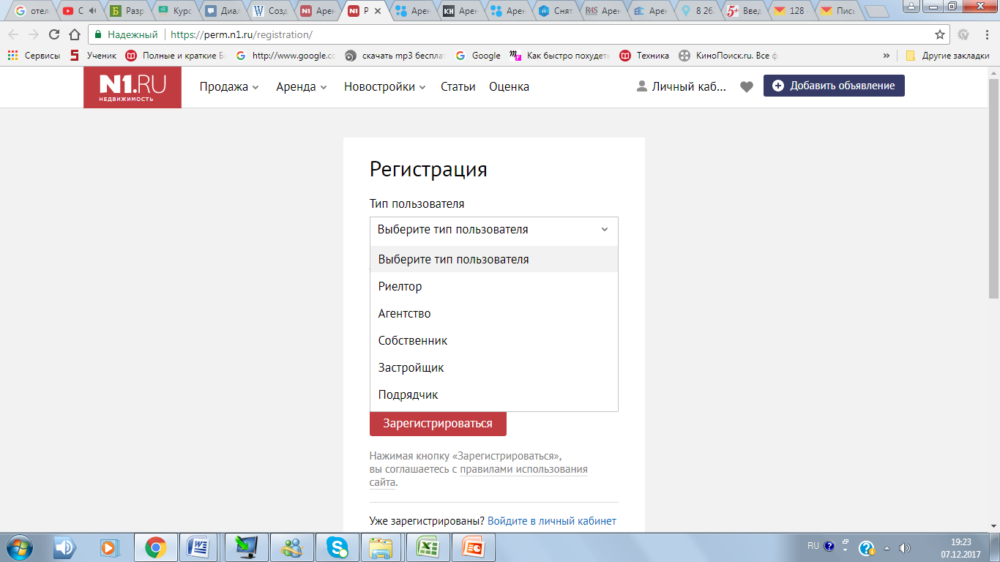 отел
С
Разр
Курс
Диал
Созд
Арен
Р
Арен
Арен
Арен
Снят
Арен
Арен
8 26
Введ
128
Пись
Надежный
https://perm.n1.ru/registration/
Сервисы
Ученик
Полные и краткие Б
http://www.google.cc
скачать mp3 бесплат
Google
Как быстро похудеть
Техника
КиноПоиск.ru. Все ф
»
Другие закладки
N1.RU
НЕДВИЖИМОСТЬ
Продажа
Аренда
Новостройки
Статьи
Оценка
Личный каб...
Добавить объявление
Регистрация
Тип пользователя
Выберите тип пользователя
Выберите тип пользователя
Риелтор
Агентство
Собственник
Застройщик
Подрядчик
Зарегистрироваться
Нажимая кнопку «Зарегистрироваться»,
вы соглашаетесь с правилами использования
сайта.
Уже зарегистрированы? Войдите в личный кабинет
RU
19:23
07.12.2017